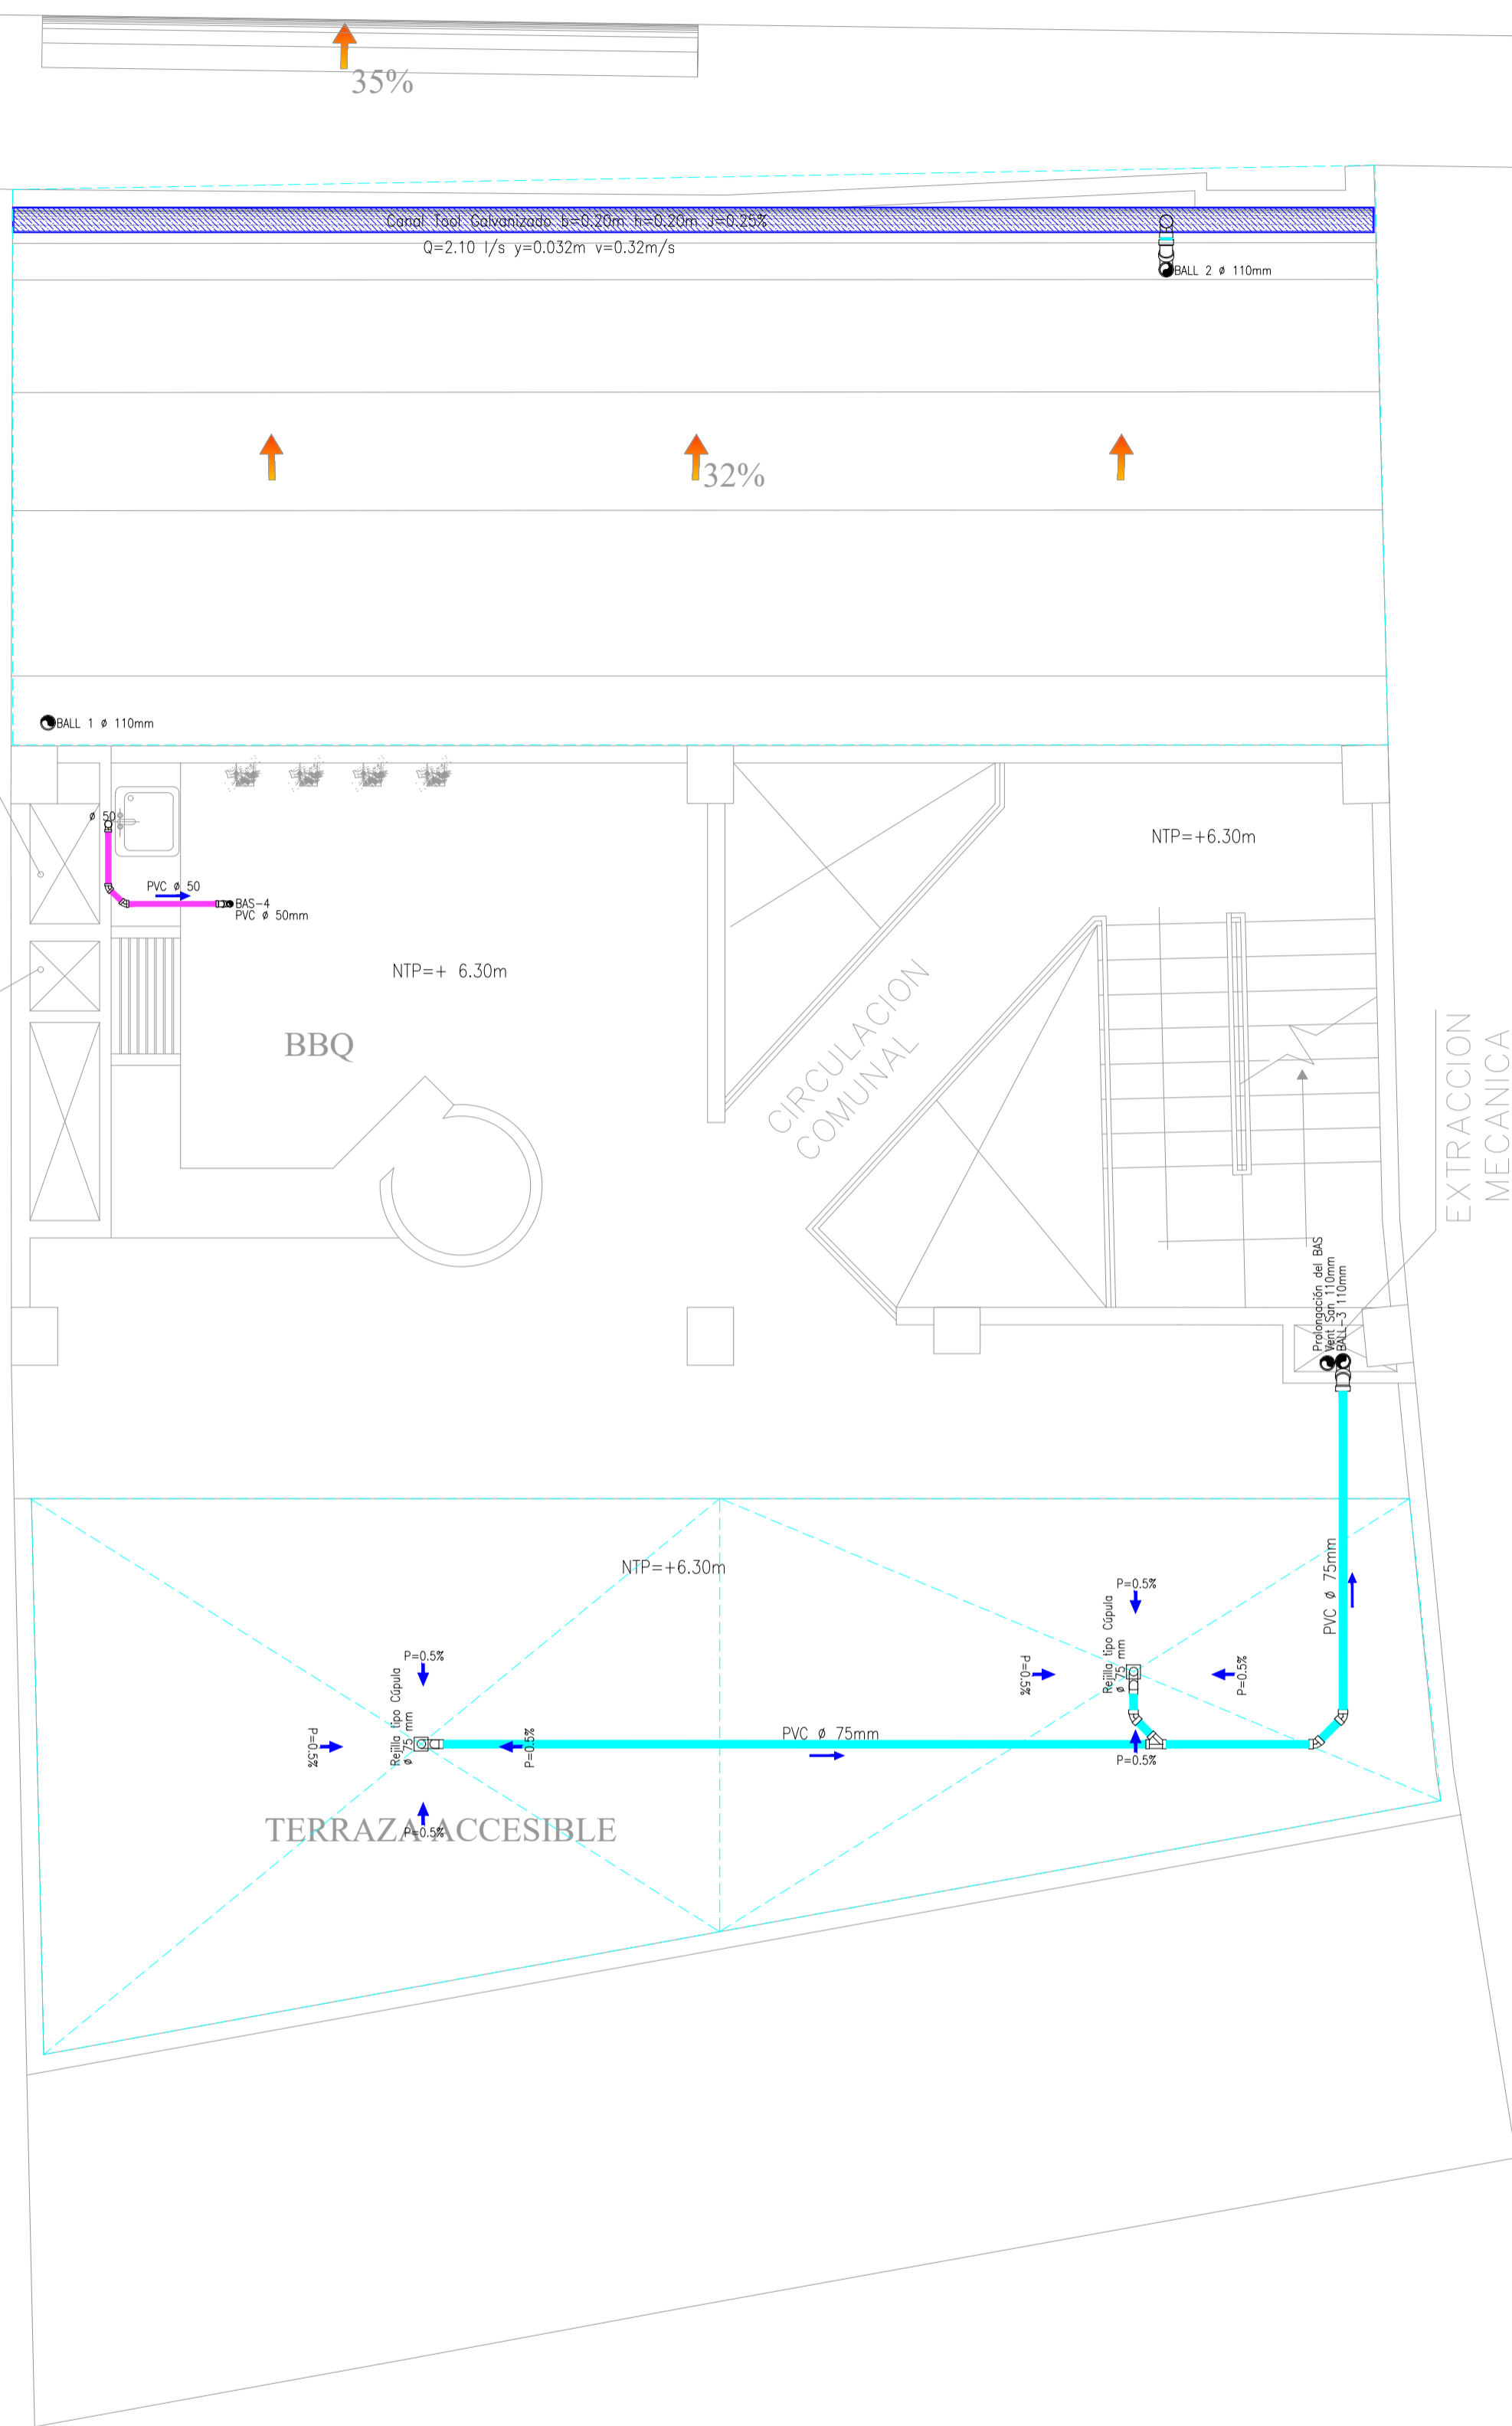 35%
Canal Tool Galvanizado b=0.20m h=0.20m J=0.25%
Q=2.10 l/s y=0.032m v=0.32m/s
BALL 2 ø 110mm
32%
BALL 1 ø 110mm
ø 50
PVC ø 50
BAS-4
PVC ø 50mm
NTP=+6.30m
NTP=+ 6.30m
BBQ
CIRCULACION
COMUNAL
EXTRACCION
MECANICA
Prolongación del BAS
Vent San 110mm
BALL-3 110mm
NTP=+6.30m
PVC ø 75mm
P=0.5%
Rejilla tipo Cúpula
ø 75 mm
P=0.5%
P=0.5%
P=0.5%
P=0.5%
Rejilla tipo Cúpula
ø 75 mm
P=0.5%
P=0.5%
P=0.5%
PVC ø 75mm
TERRAZA ACCESIBLE